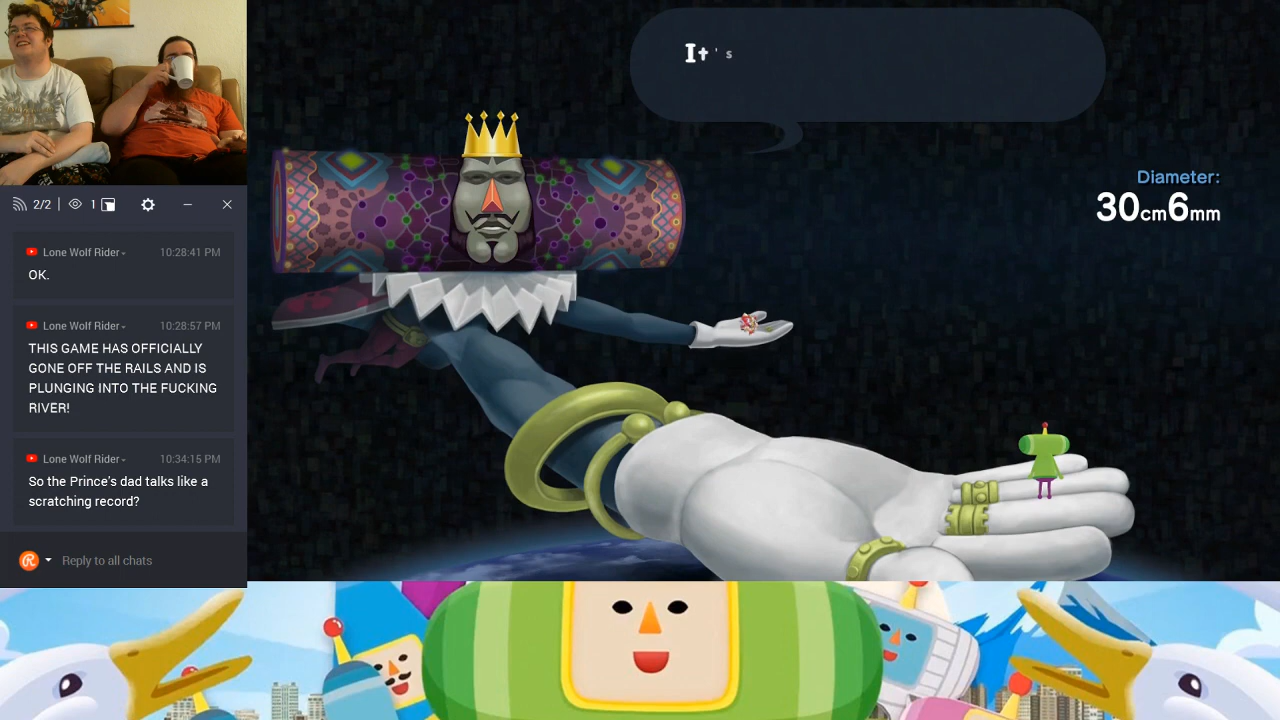 It's
Diameter:
30cm6mm
2/2 | 1
Lone Wolf Rider 10:28:41 PM
OK.
Lone Wolf Rider 10:28:57 PM
THIS GAME HAS OFFICIALLY
GONE OFF THE RAILS AND IS
PLUNGING INTO THE FUCKING
RIVER!
Lone Wolf Rider 10:34:15 PM
So the Prince's dad talks like a
scratching record?
Reply to all chats